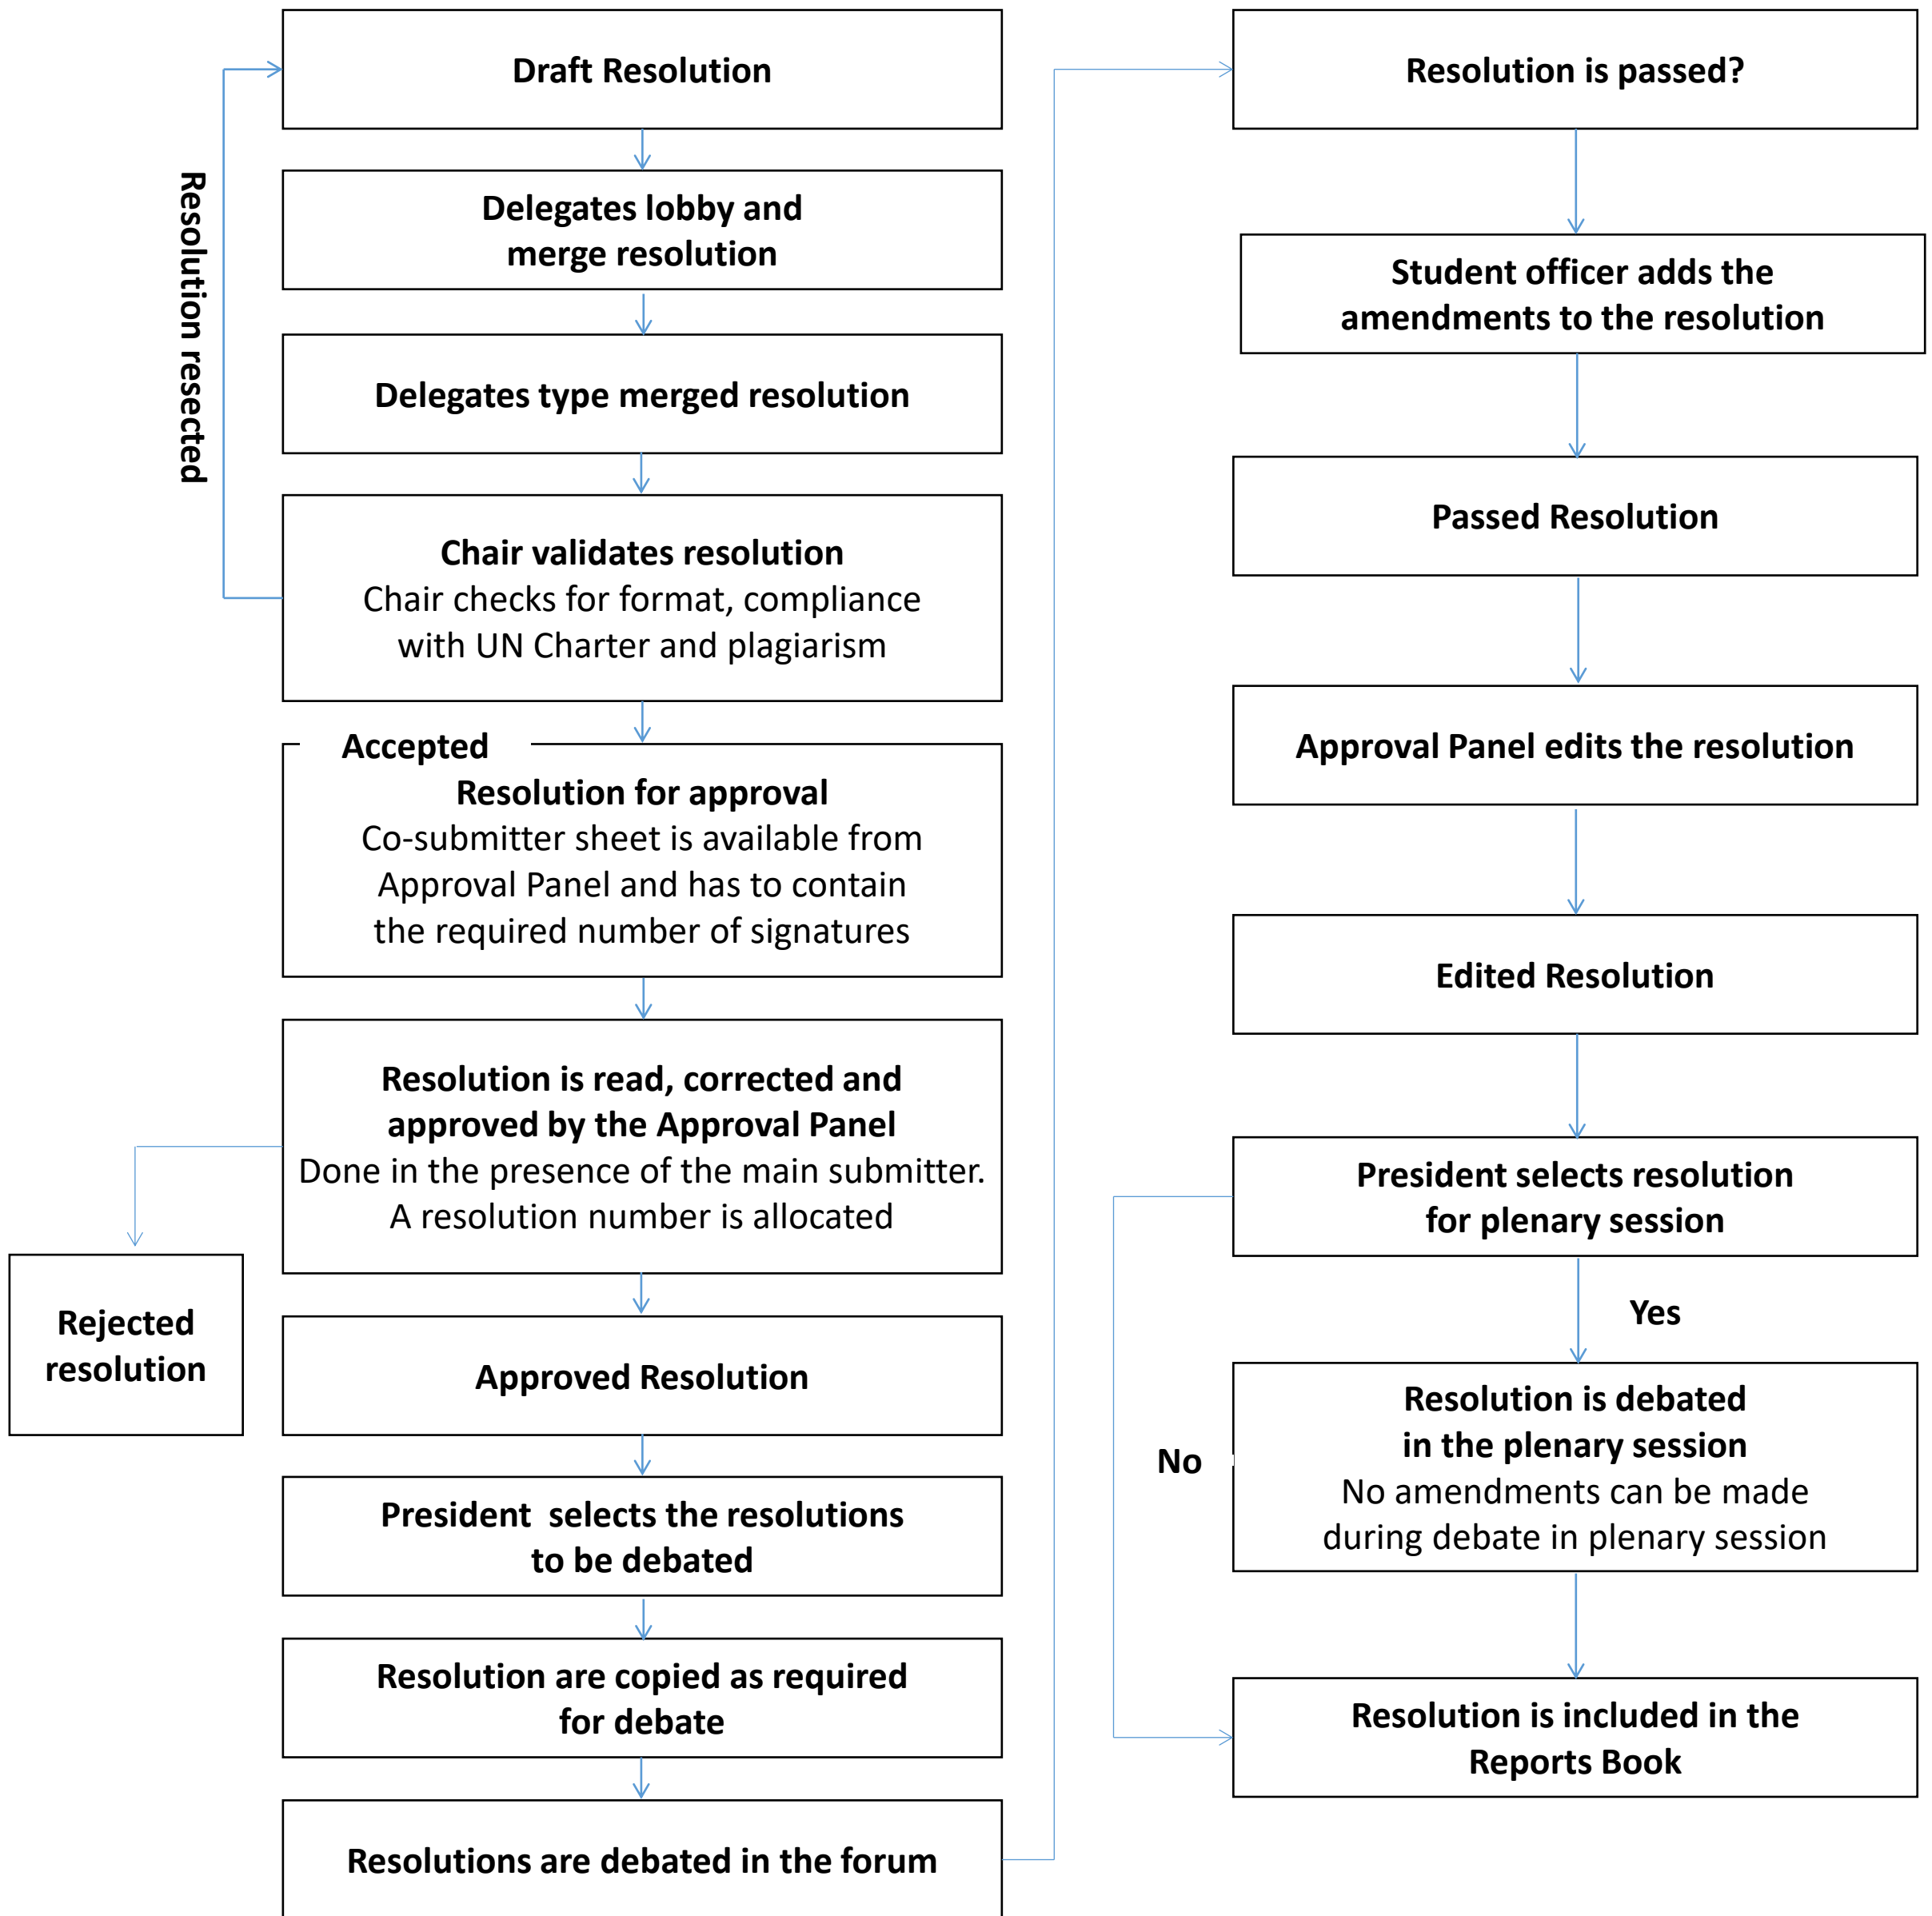 Draft Resolution
Delegates lobby and
merge resolution
Delegates type merged resolution
Resolution resected
Chair validates resolution
Chair checks for format, compliance
with UN Charter and plagiarism
Accepted
Resolution for approval
Co-submitter sheet is available from
Approval Panel and has to contain
the required number of signatures
Resolution is read, corrected and
approved by the Approval Panel
Done in the presence of the main submitter.
A resolution number is allocated
Rejected
resolution
Approved Resolution
President selects the resolutions
to be debated
Resolution are copied as required
for debate
Resolutions are debated in the forum
Resolution is passed?
Student officer adds the
amendments to the resolution
Passed Resolution
Approval Panel edits the resolution
Edited Resolution
President selects resolution
for plenary session
Yes
No
Resolution is debated
in the plenary session
No amendments can be made
during debate in plenary session
Resolution is included in the
Reports Book